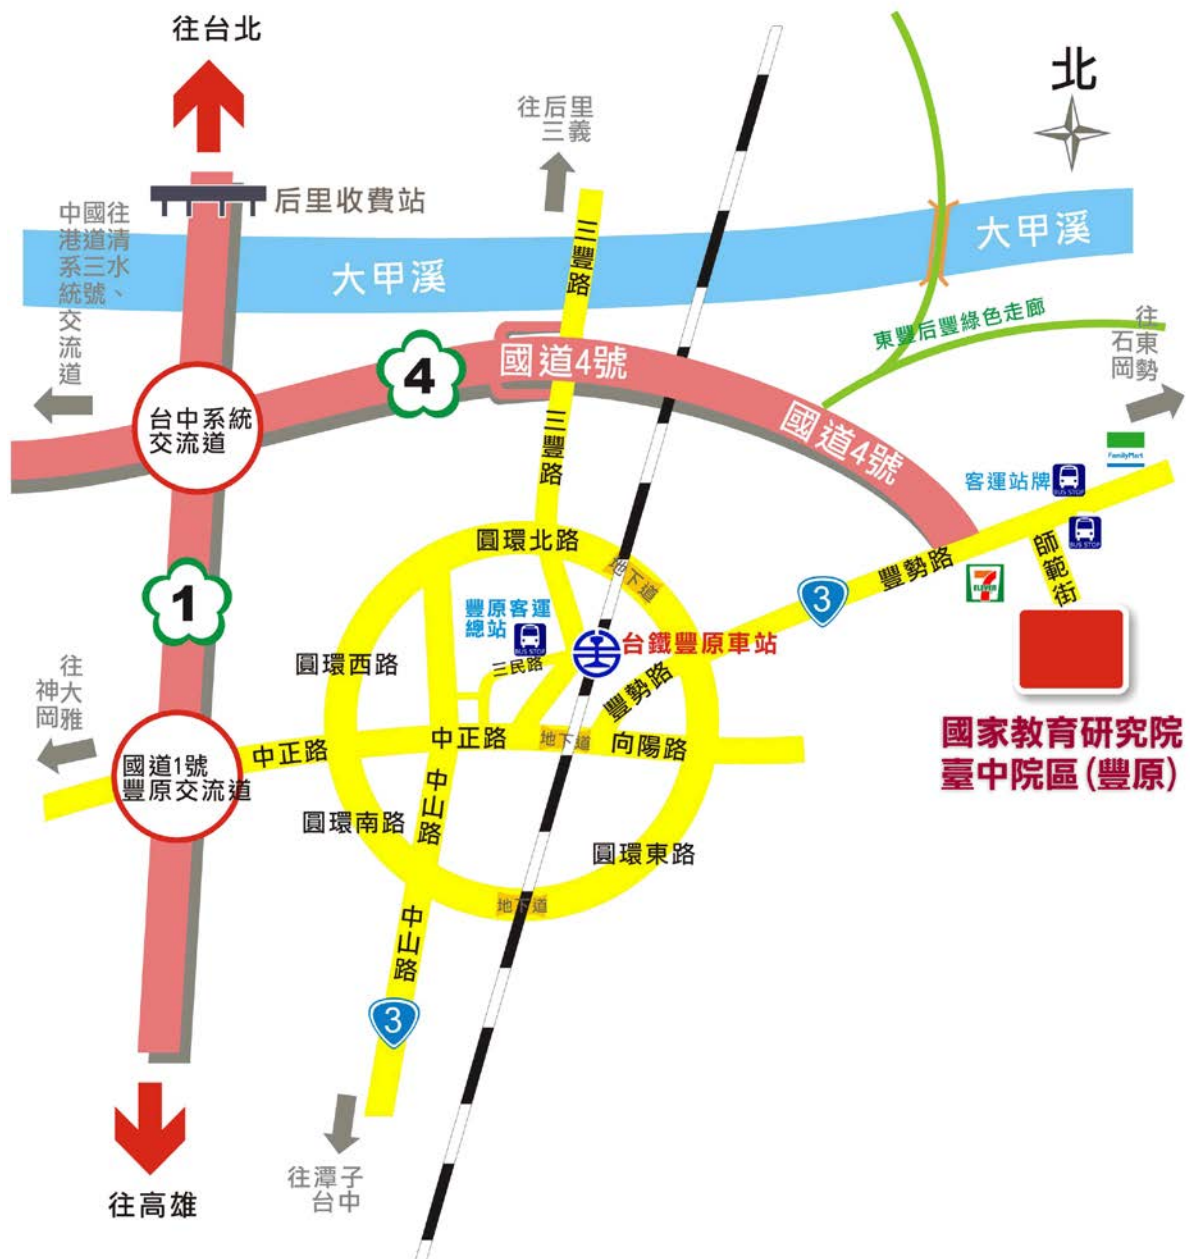 往台北
北
往后里
三義
后里收費站
往清水、
國道三號
中港系統交流道
三豐路
大甲溪
大甲溪
東豐后豐綠色走廊
往東勢
石岡
國道4號
4
國道4號
台中系統
交流道
三豐路
FamilyMart
客運站牌
BUS STOP
BUS STOP
師範街
圓環北路
地下道
豐勢路
7
ELEVEN
3
1
豐原客運
總站
BUS STOP
台鐵豐原車站
三民路
圓環西路
豐勢路
往大雅
神岡
國道1號
豐原交流道
中正路
中正路
地下道
向陽路
國家教育研究院
臺中院區(豐原)
中山路
圓環南路
圓環東路
地下道
中山路
3
往潭子
台中
往高雄